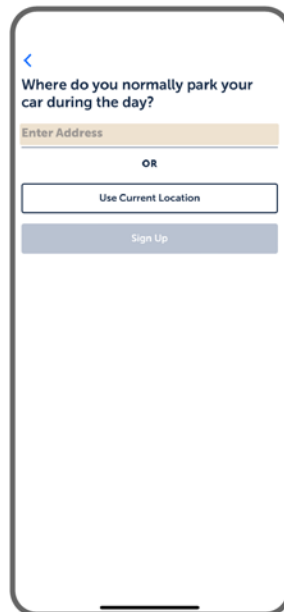 Where do you normally park your
car during the day?
Enter Address
OR
Use Current Location
Sign Up